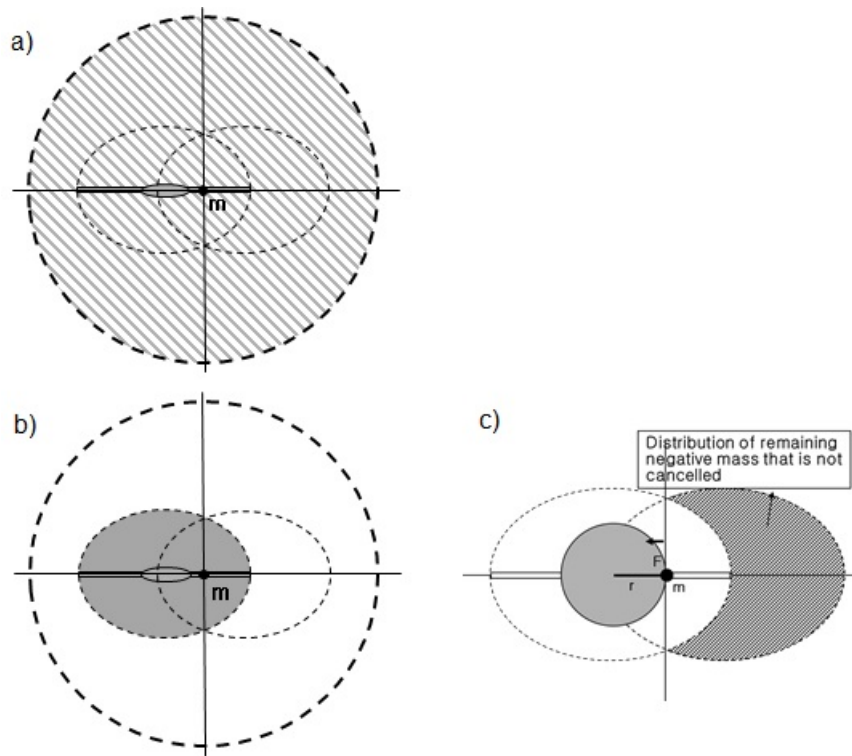 a)
m
b)
m
c)
Distribution of remaining
negative mass that is not
cancelled
F
r
m